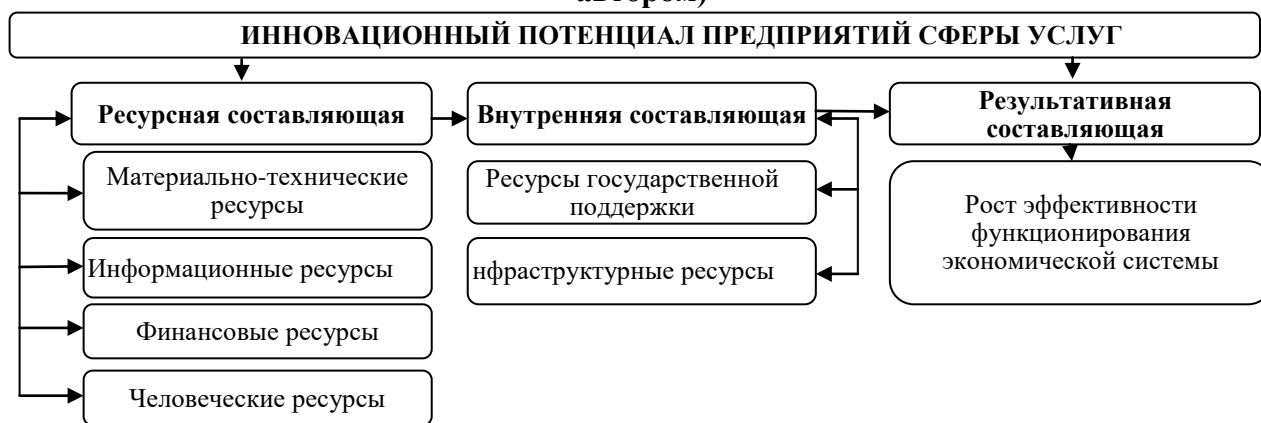 автором)
ИННОВАЦИОННЫЙ ПОТЕНЦИАЛ ПРЕДПРИЯТИЙ СФЕРЫ УСЛУГ
Ресурсная составляющая
Материально-технические
ресурсы
Информационные ресурсы
Финансовые ресурсы
Человеческие ресурсы
Внутренняя составляющая
Ресурсы государственной
поддержки
нфраструктурные ресурсы
Результативная
составляющая
Рост эффективности
функционирования
экономической системы